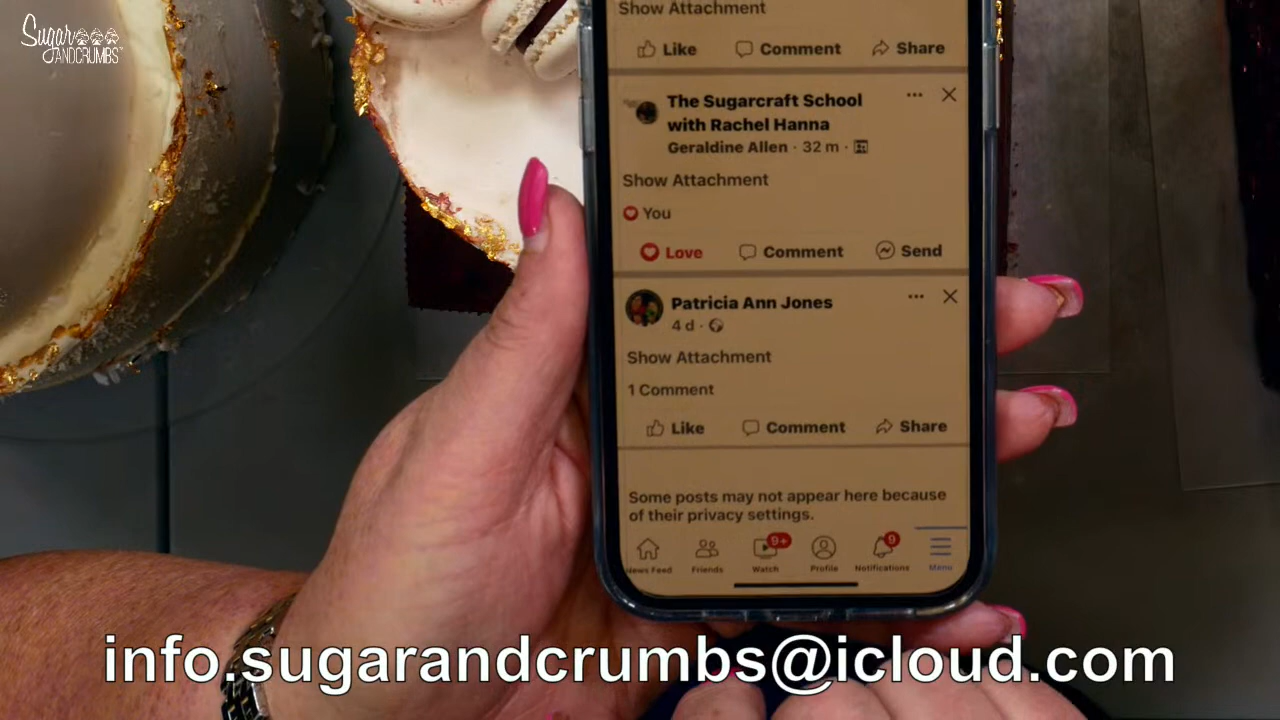 Sugar
ANDCRUMBS
Show Attachment
Like Comment Share
The Sugarcraft School
with Rachel Hanna
Geraldine Allen · 32 m ·
Show Attachment
You
Love Comment Send
Patricia Ann Jones
4 d ·
Show Attachment
1 Comment
Like Comment Share
Some posts may not appear here because
of their privacy settings.
9+ 9
News Feed Friends Watch Profile Notifications Menu
info.sugarandcrumbs@icloud.com